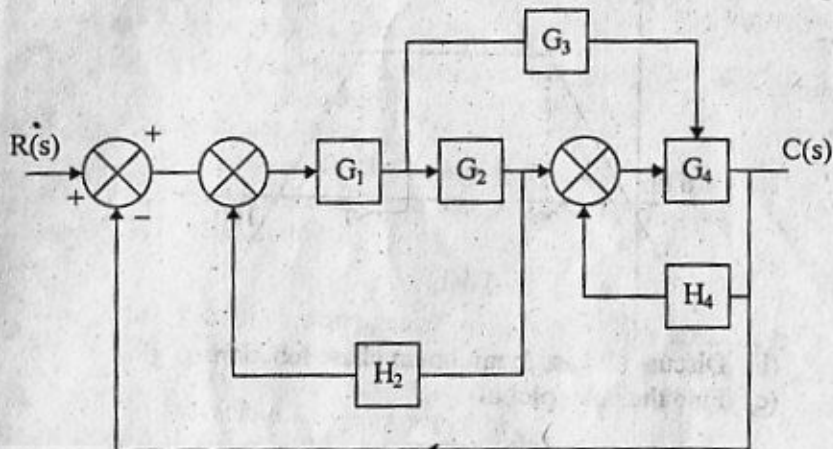 G₃
R(s)
+
+
−
G₁
G₂
G₄
C(s)
H₄
H₂